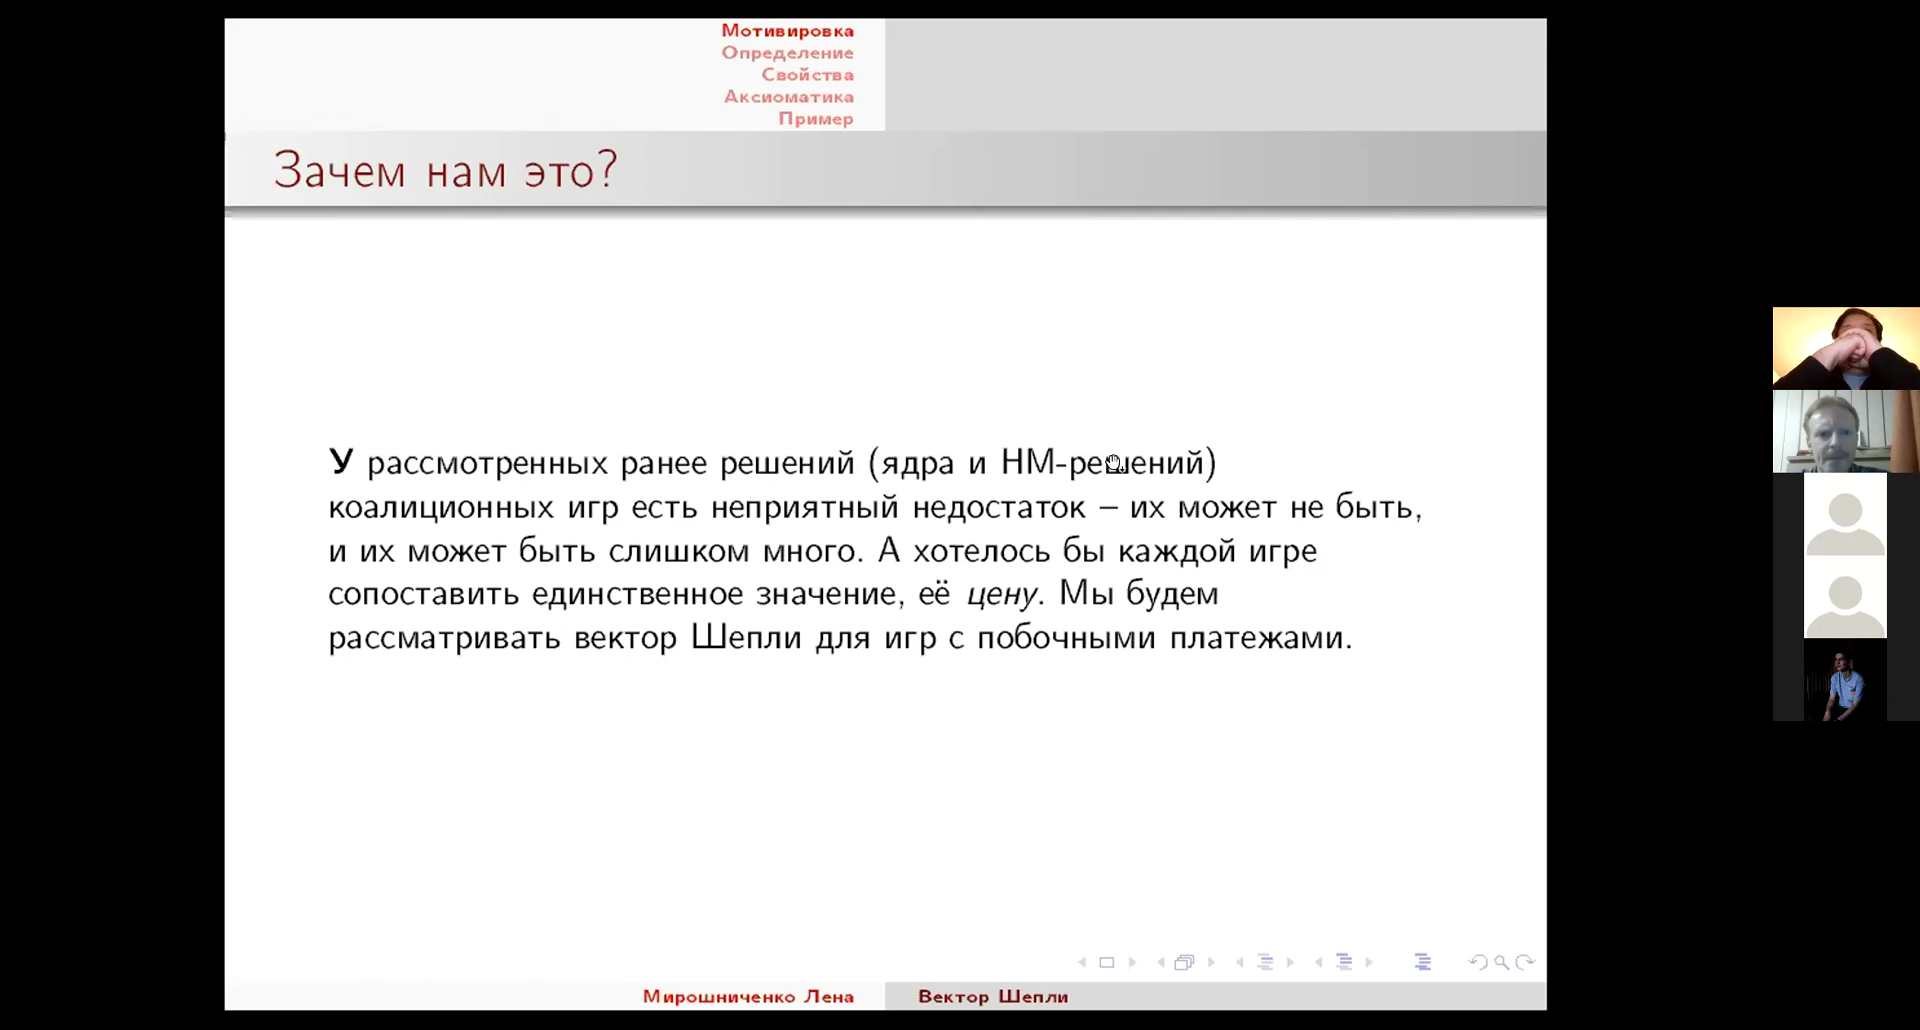 Мотивировка
Определение
Свойства
Аксиоматика
Пример
Зачем нам это?
У рассмотренных ранее решений (ядра и НМ-решений)
коалиционных игр есть неприятный недостаток – их может не быть,
и их может быть слишком много. А хотелось бы каждой игре
сопоставить единственное значение, её цену. Мы будем
рассматривать вектор Шепли для игр с побочными платежами.
Мирошниченко Лена
Вектор Шепли